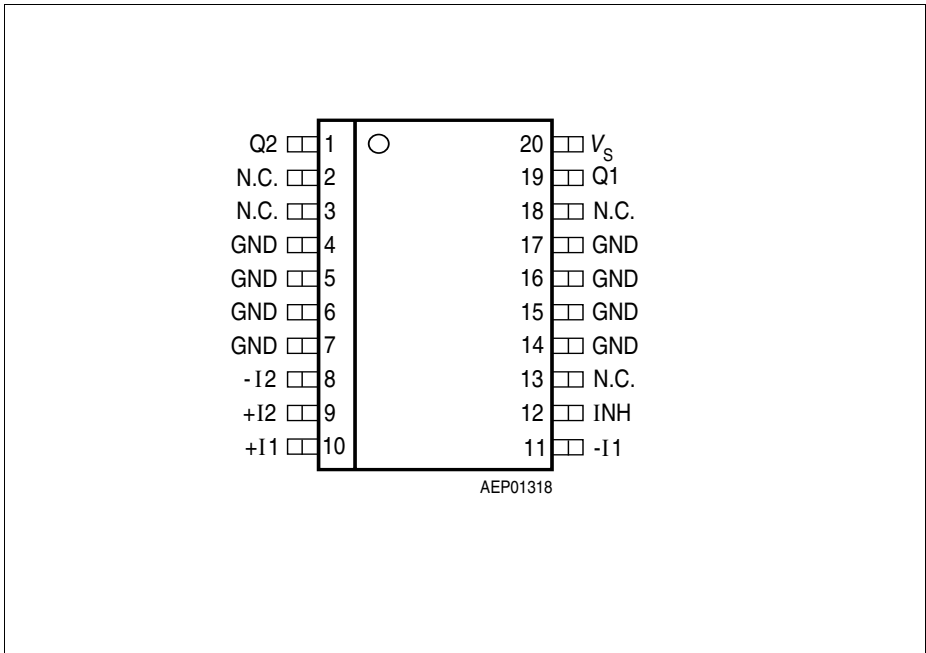 Q2 1 20 VS
N.C. 2 19 Q1
N.C. 3 18 N.C.
GND 4 17 GND
GND 5 16 GND
GND 6 15 GND
GND 7 14 GND
-I2 8 13 N.C.
+I2 9 12 INH
+I1 10 11 -I1
AEP01318